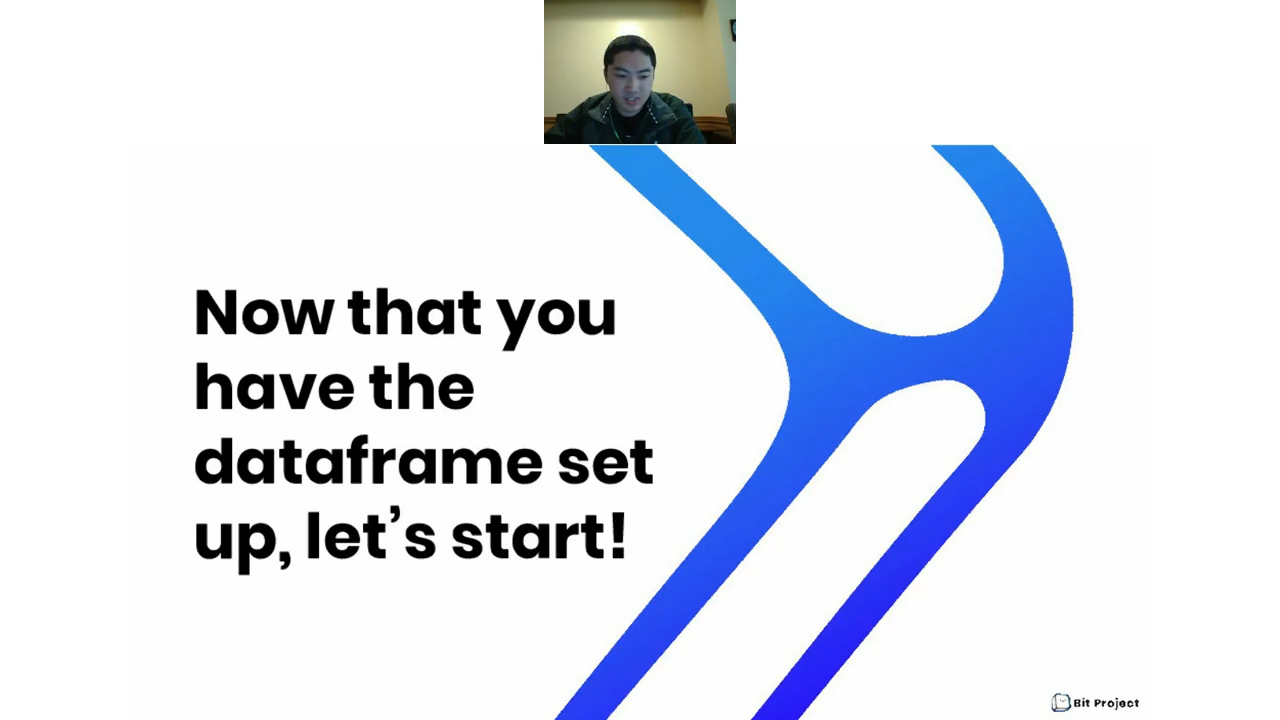 Now that you
have the
dataframe set
up, let’s start!
Bit Project